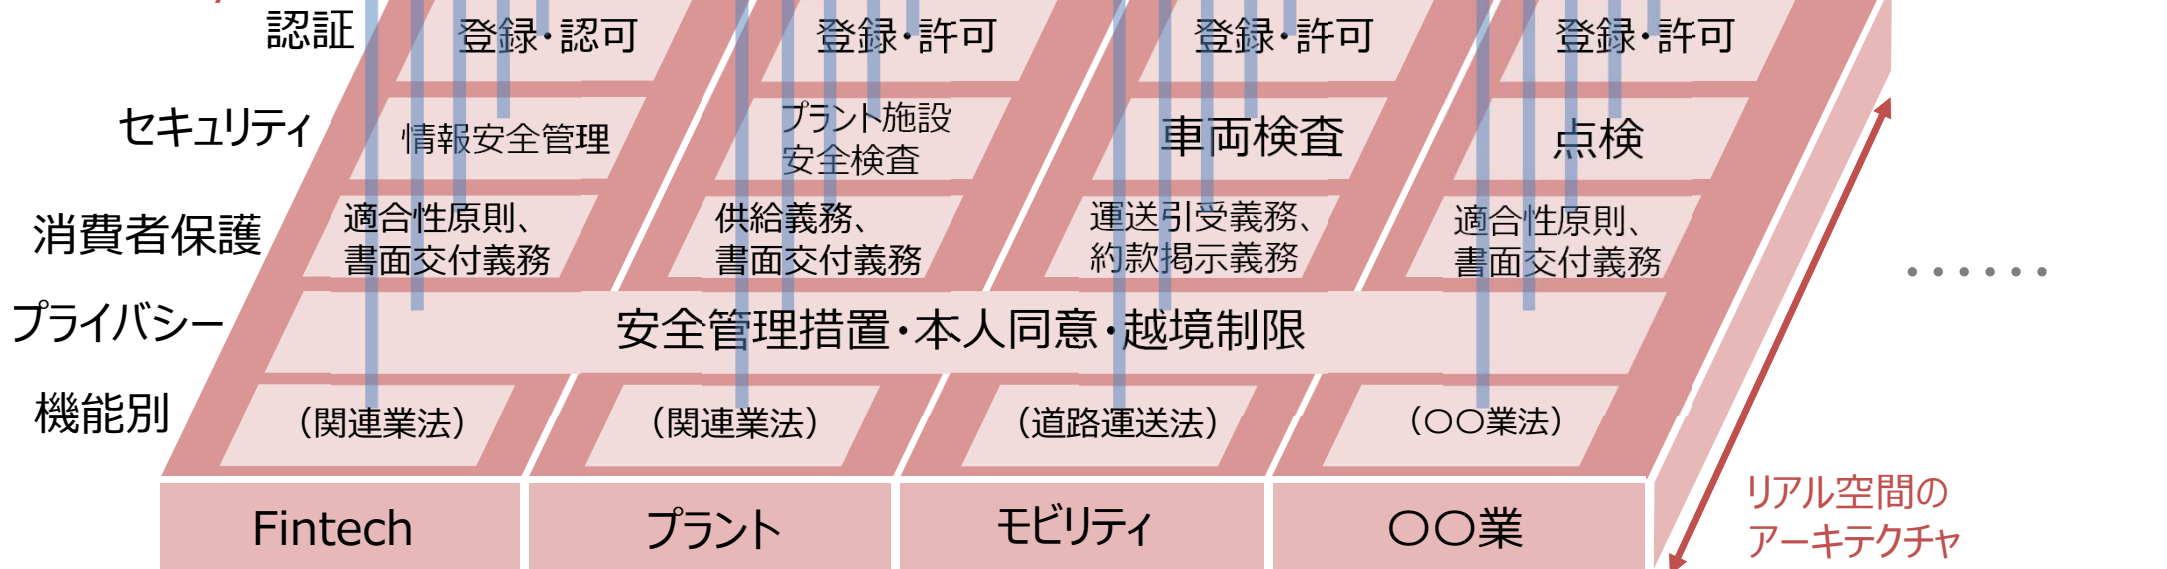 認証
登録・認可
登録・許可
登録・許可
登録・許可
セキュリティ
情報安全管理
プラント施設
安全検査
車両検査
点検
消費者保護
適合性原則、
書面交付義務
供給義務、
書面交付義務
運送引受義務、
約款掲示義務
適合性原則、
書面交付義務
……
プライバシー
安全管理措置・本人同意・越境制限
機能別
（関連業法）
（関連業法）
（道路運送法）
（○○業法）
Fintech
プラント
モビリティ
○○業
リアル空間の
アーキテクチャ